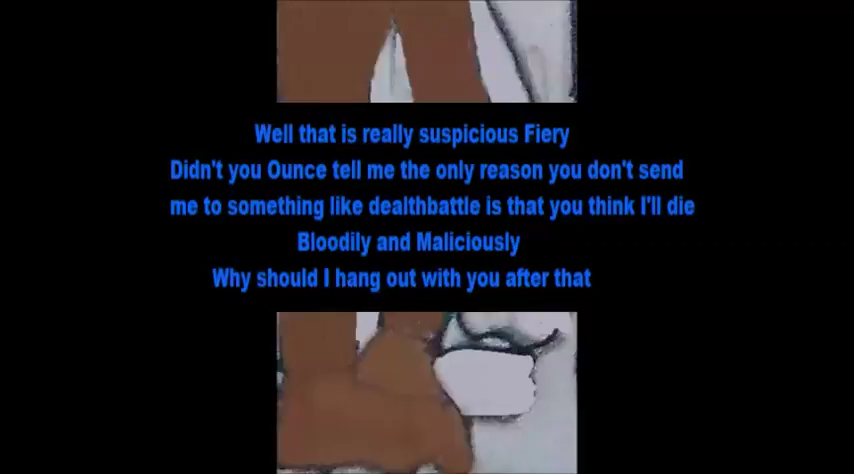 Well that is really suspicious Fiery
Didn't you Ounce tell me the only reason you don't send
me to something like dealthbattle is that you think I'll die
Bloodily and Maliciously
Why should I hang out with you after that